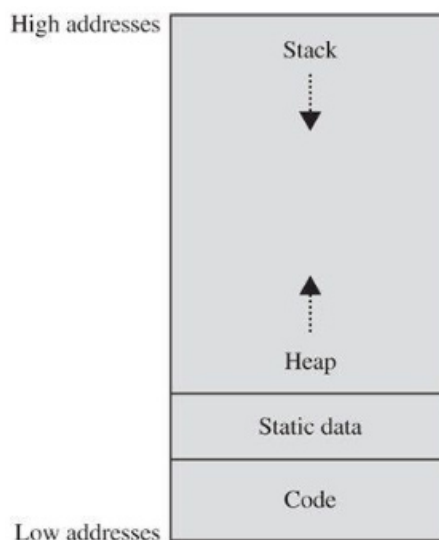 High addresses
Stack
Heap
Static data
Code
Low addresses